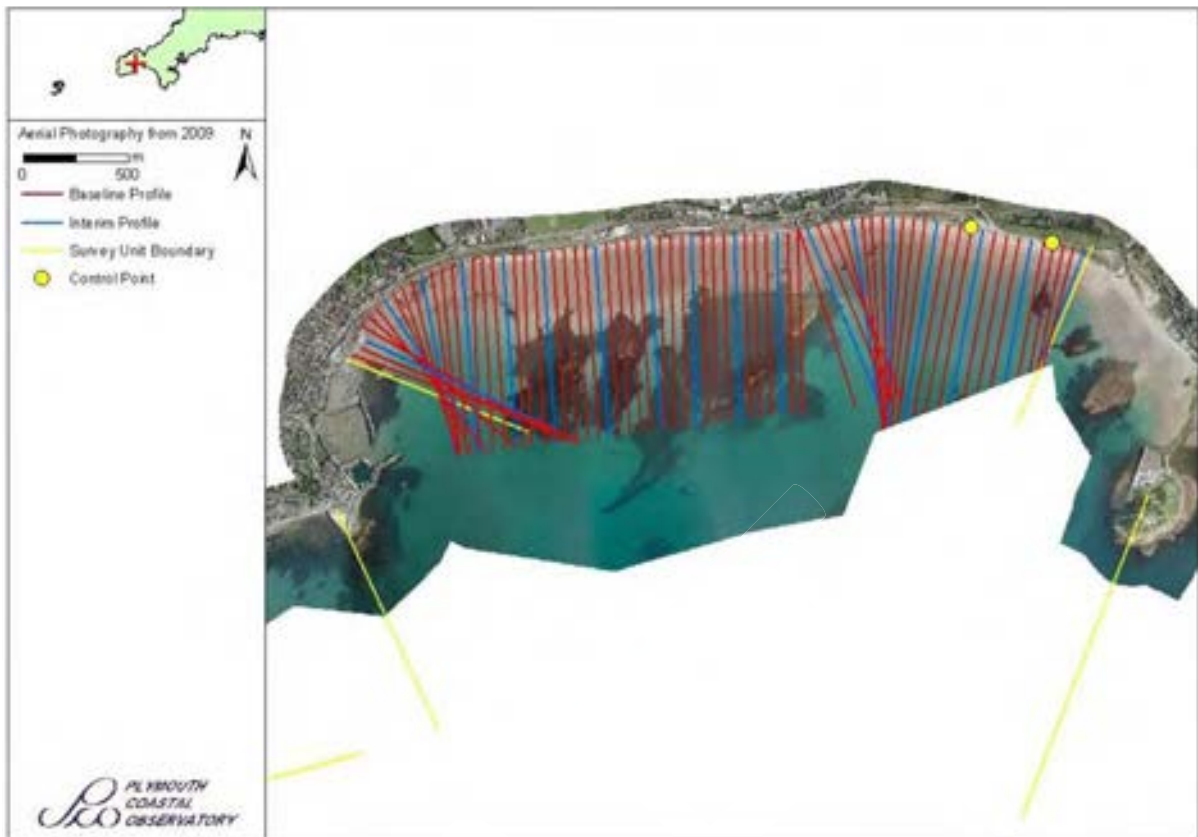 Aerial Photography from 2009
N
m
0 500
Baseline Profile
Interim Profile
Survey Unit Boundary
Control Point
PLYMOUTH
COASTAL
OBSERVATORY